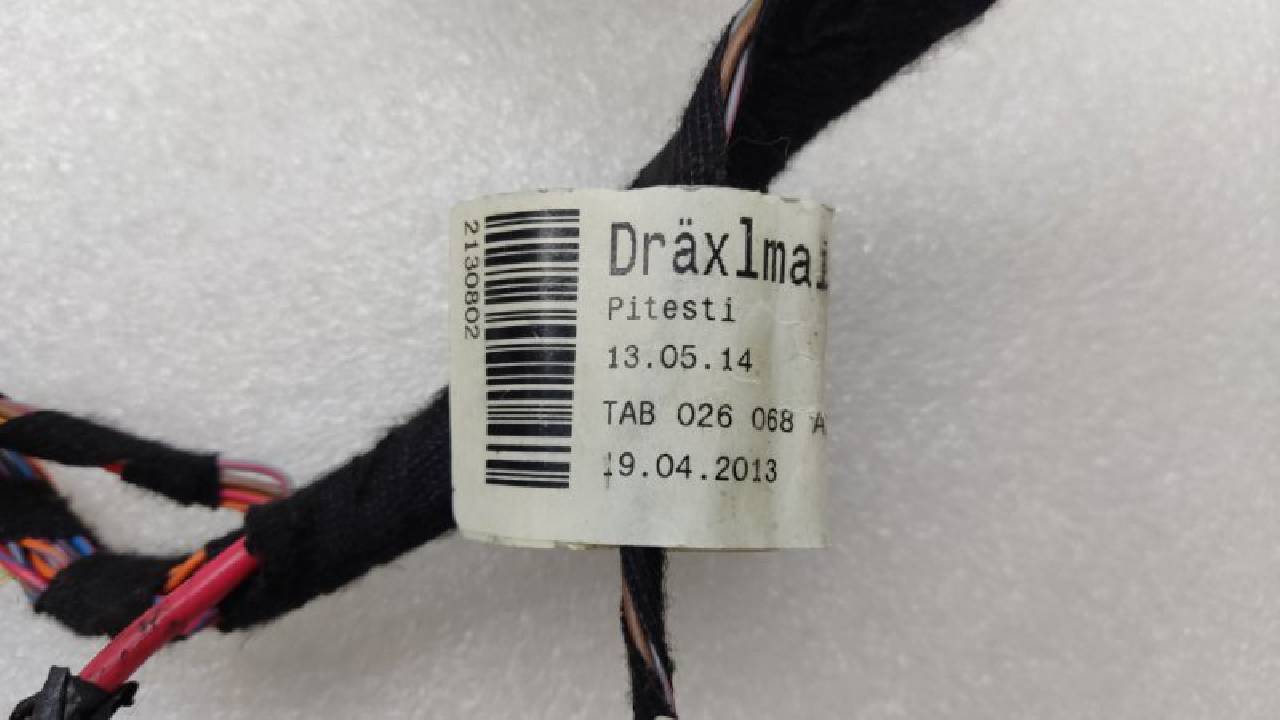 2130802
Dräxlmai
Pitesti
13.05.14
TAB 026 068 A
19.04.2013